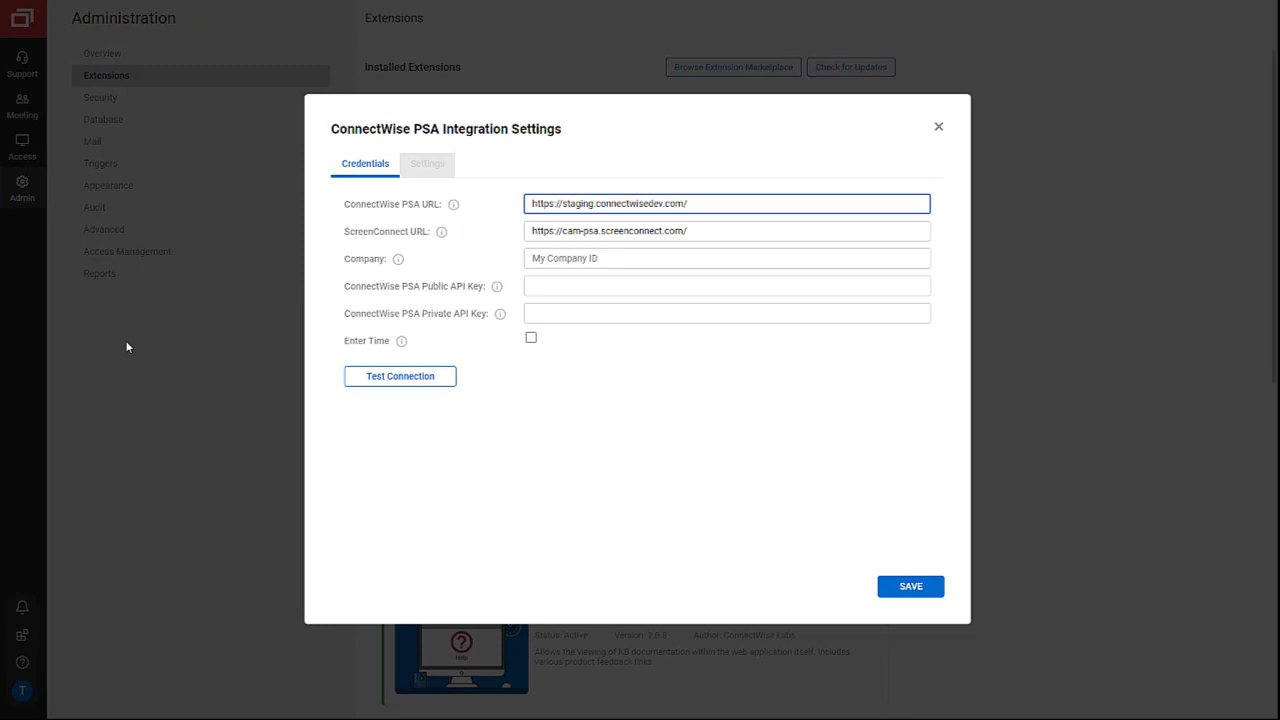 Administration
Extensions
Overview
Extensions
Installed Extensions
Browse Extension Marketplace
Check for Updates
Support
Security
Meeting
Database
Mail
Access
Triggers
Admin
Appearance
Audit
Advanced
Access Management
Reports
ConnectWise PSA Integration Settings
Credentials
Settings
ConnectWise PSA URL:
https://staging.connectwisedev.com/
ScreenConnect URL:
https://cam-psa.screenconnect.com/
Company:
My Company ID
ConnectWise PSA Public API Key:
ConnectWise PSA Private API Key:
Enter Time
Test Connection
SAVE
Status: Active Version: 2.0.8 Author: ConnectWise Labs
Help
Allows the viewing of KB documentation within the web application itself. Includes
various product feedback links.
T